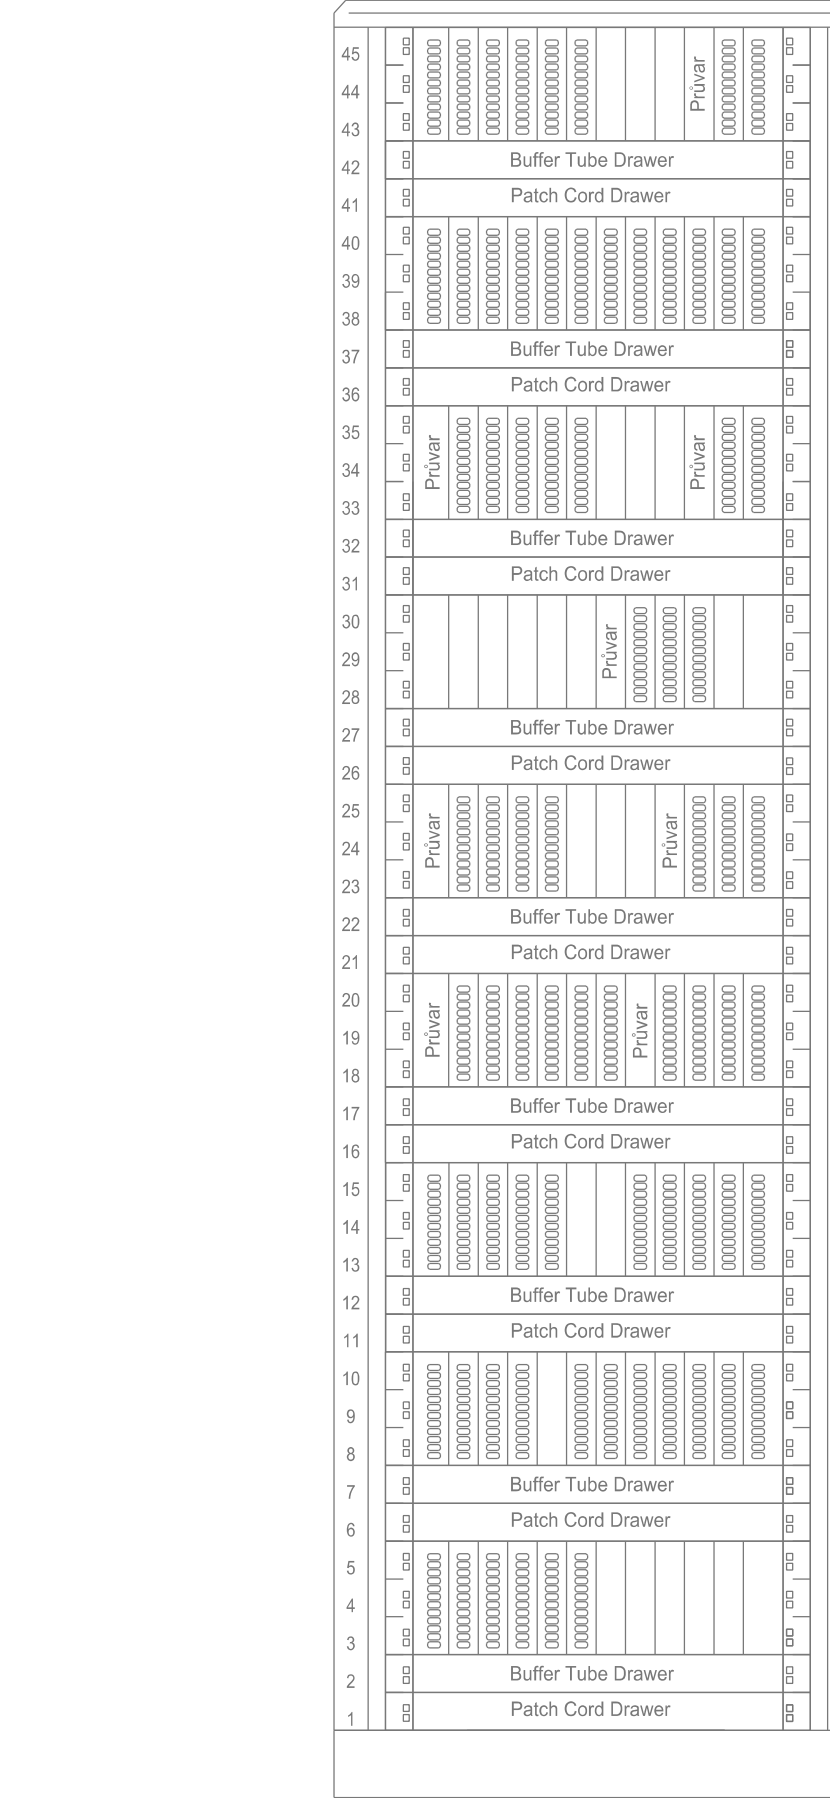 45
44
Průvar
43
42
Buffer Tube Drawer
41
Patch Cord Drawer
40
39
38
37
Buffer Tube Drawer
36
Patch Cord Drawer
35
34
Průvar
Průvar
33
32
Buffer Tube Drawer
31
Patch Cord Drawer
30
29
Průvar
28
27
Buffer Tube Drawer
26
Patch Cord Drawer
25
24
Průvar
Průvar
23
22
Buffer Tube Drawer
21
Patch Cord Drawer
20
19
Průvar
Průvar
18
17
Buffer Tube Drawer
16
Patch Cord Drawer
15
14
13
12
Buffer Tube Drawer
11
Patch Cord Drawer
10
9
8
7
Buffer Tube Drawer
6
Patch Cord Drawer
5
4
3
2
Buffer Tube Drawer
1
Patch Cord Drawer